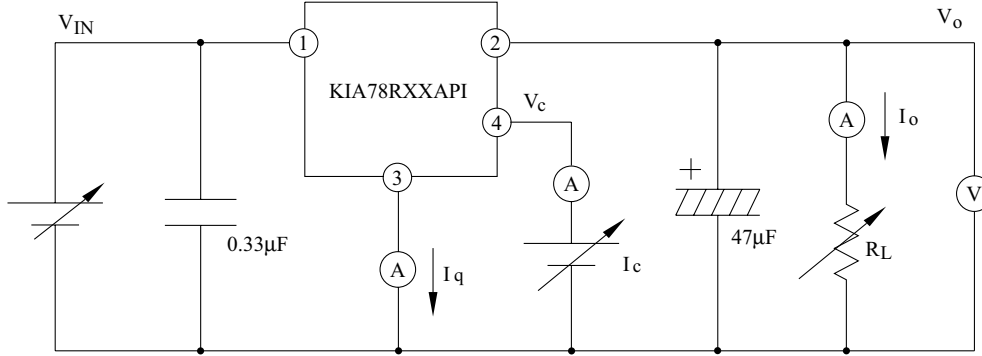 V_IN
1
2
V_o
KIA78RXXAPI
V_c
4
A
I_o
3
A
+
V
0.33μF
47μF
R_L
A
I_q
I_c